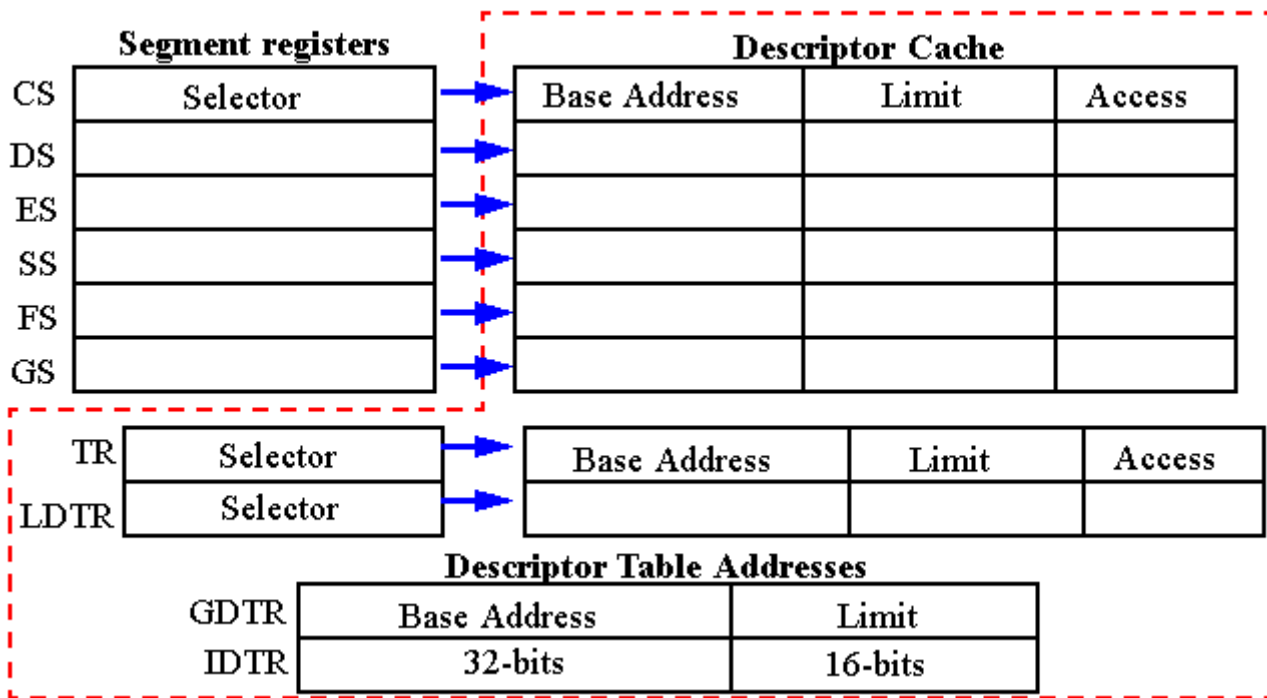 Segment registers
Descriptor Cache
CS Selector Base Address Limit Access
DS
ES
SS
FS
GS
TR Selector Base Address Limit Access
LDTR Selector
Descriptor Table Addresses
GDTR Base Address Limit
IDTR 32-bits 16-bits